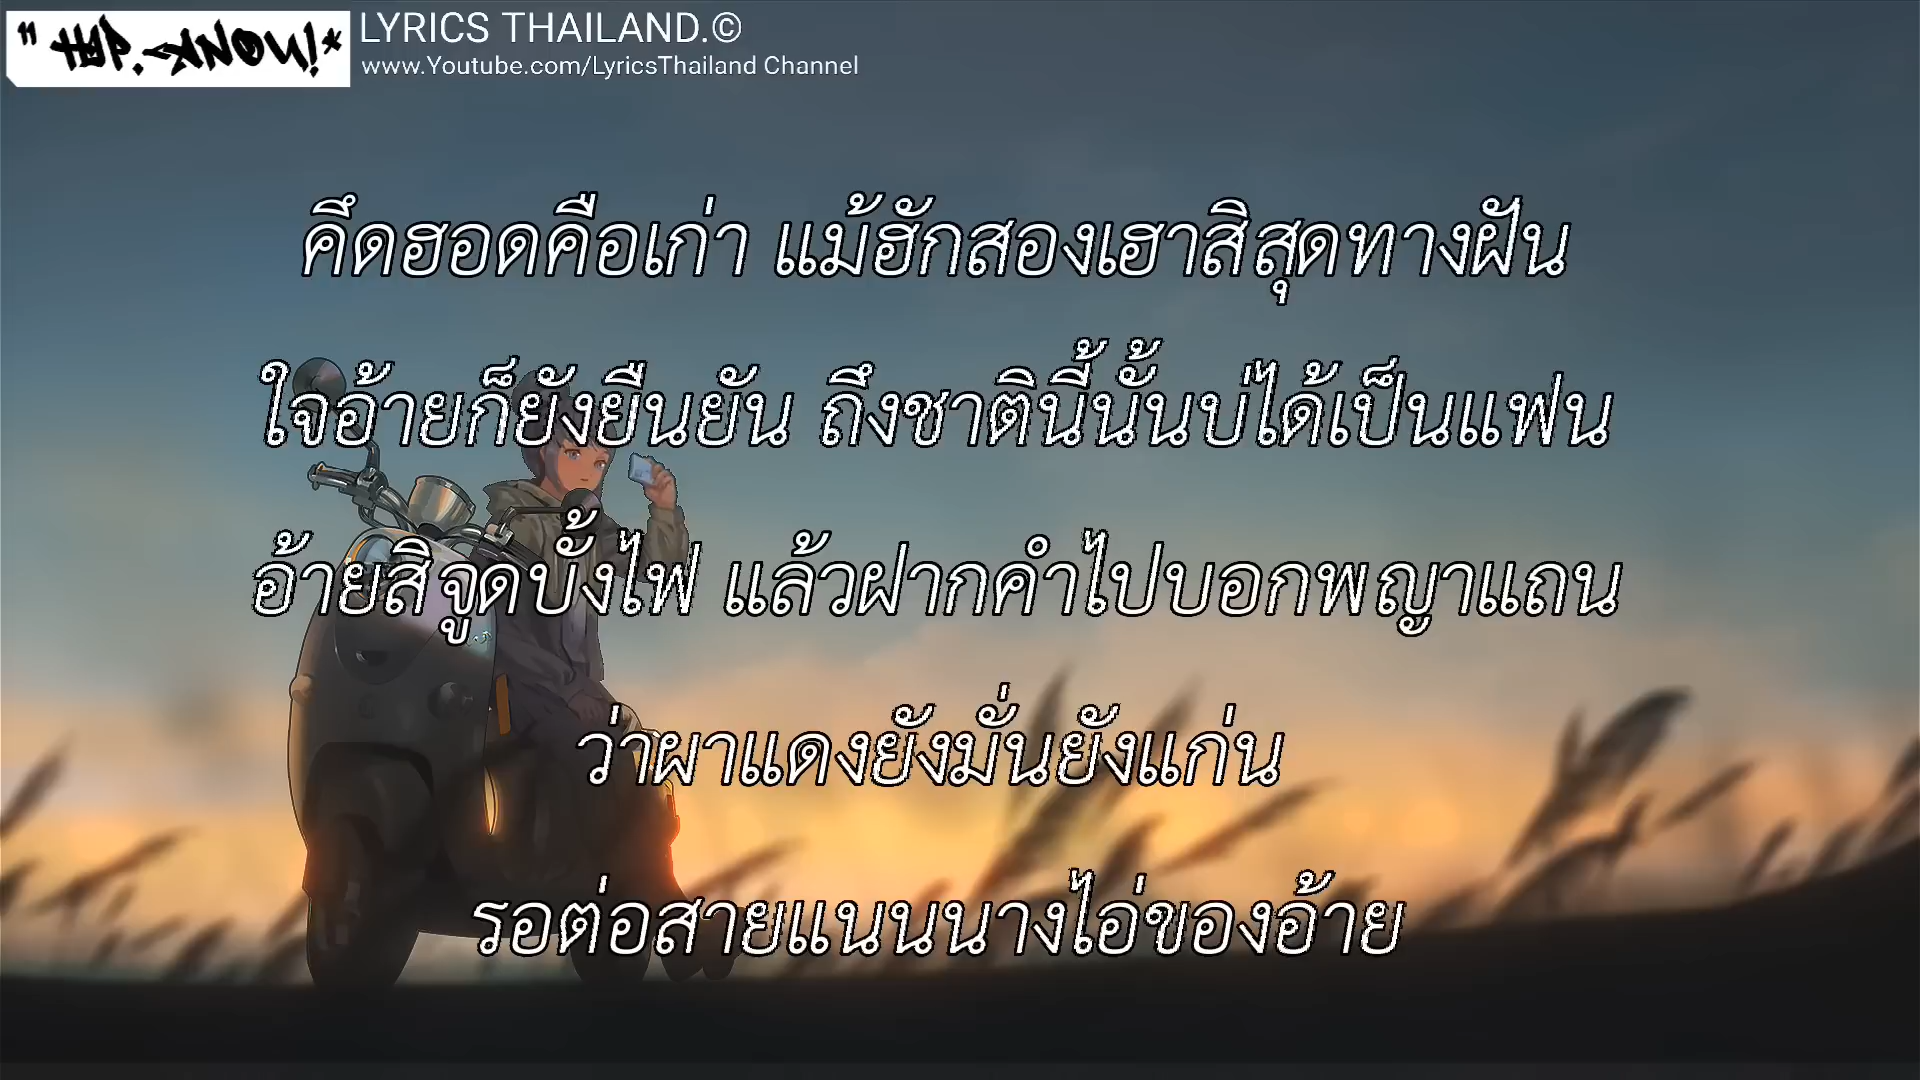 " HYP.-KNOW!*
LYRICS THAILAND.©
www.Youtube.com/LyricsThailand Channel
คึดฮอดคือเก่า แม้ฮักสองเฮาสิสุดทางฝัน
ใจอ้ายก็ยังยืนยัน ถึงชาตินี้นั้นบ่ได้เป็นแฟน
อ้ายสิจูดบั้งไฟ แล้วฝากคำไปบอกพญาแถน
ว่าผาแดงยังมั่นยังแก่น
รอต่อสายแนนนางไอ่ของอ้าย